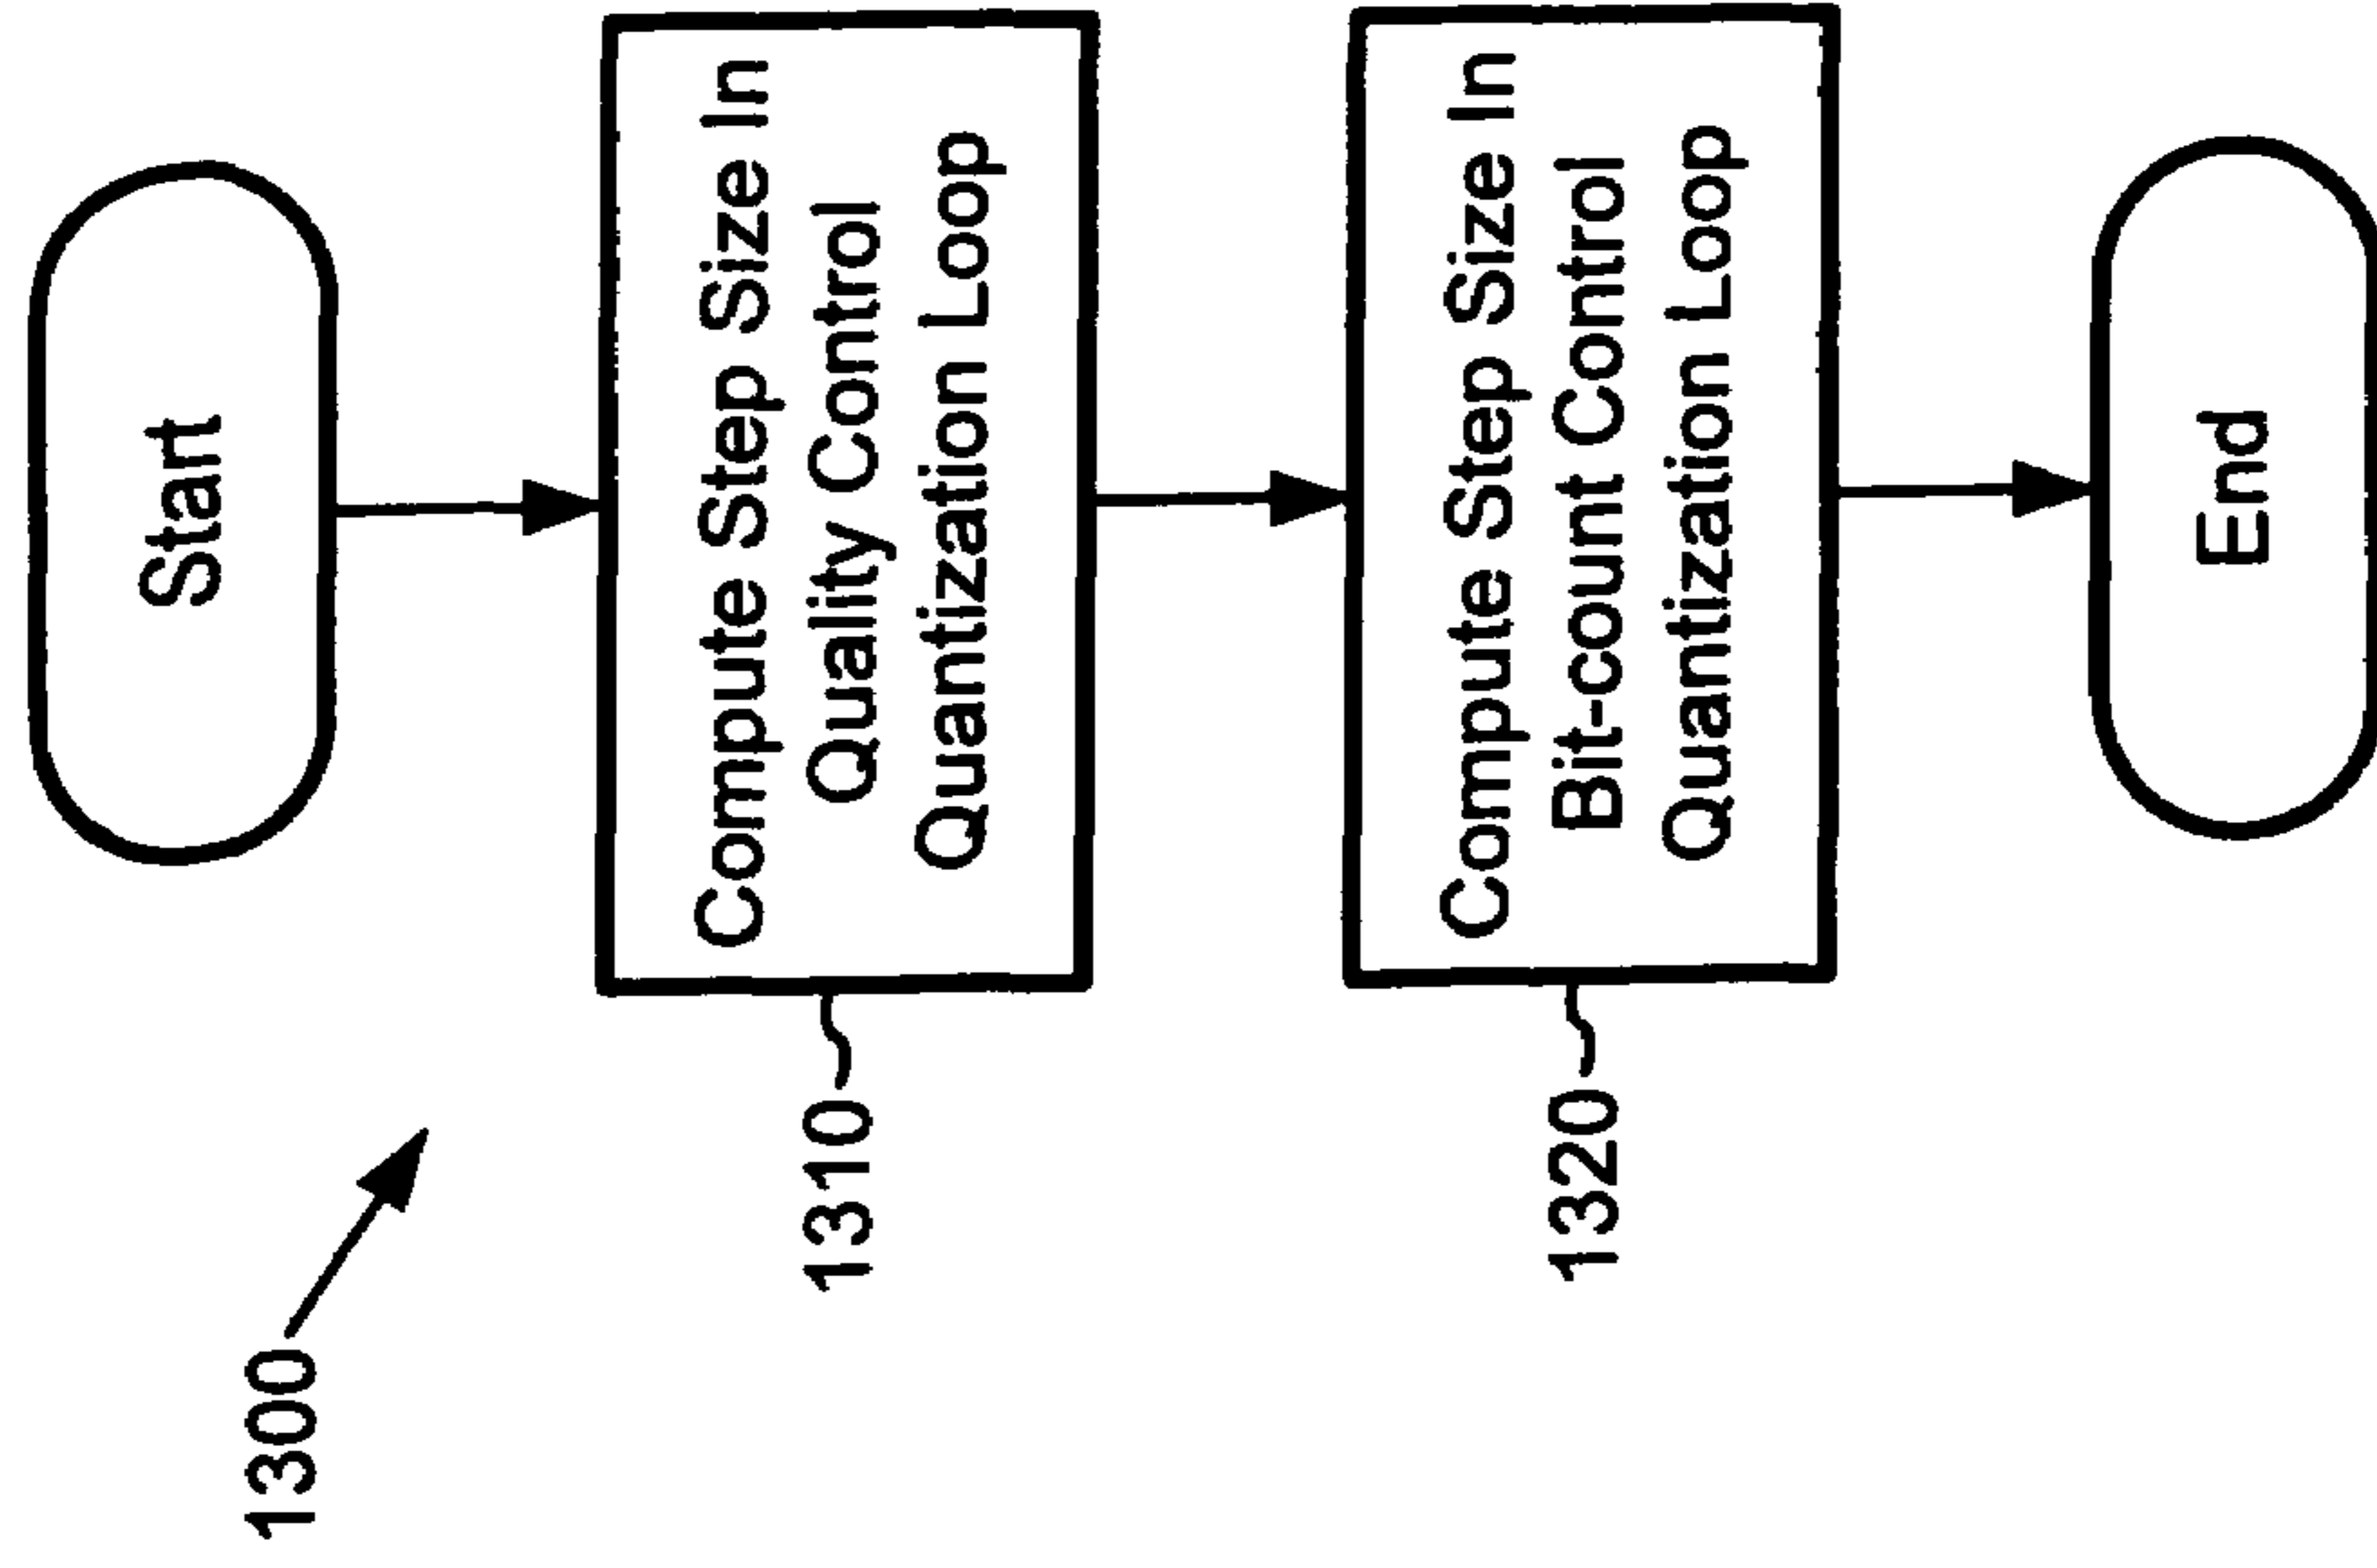 1300
Start
1310
Compute Step Size In
Quality Control
Quantization Loop
1320
Compute Step Size In
Bit-count Control
Quantization Loop
End